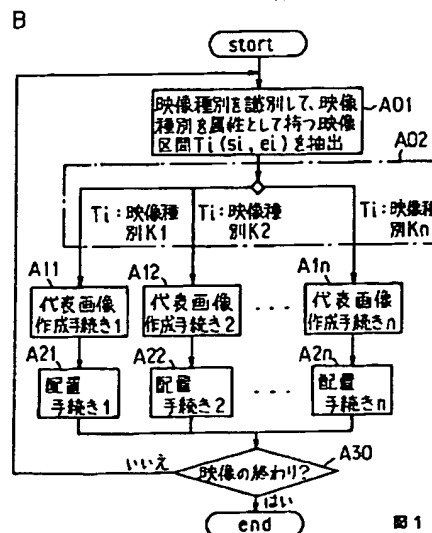 B
start
映像種別を識別して、映像
種別を属性として持つ映像
区間Ti(si, ei)を抽出
A01
A02
Ti:映像種
別K1
Ti:映像種
別K2
Ti:映像種
別Kn
A11
代表画像
作成手続き1
A12
代表画像
作成手続き2
. . .
A1n
代表画像
作成手続きn
A21
配置
手続き1
A22
配置
手続き2
. . .
A2n
配置
手続きn
いいえ
映像の終わり?
A30
はい
end
図1